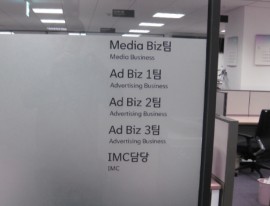 Media Biz팀
Media Business
Ad Biz 1팀
Advertising Business
Ad Biz 2팀
Advertising Business
Ad Biz 3팀
Advertising Business
IMC담당
IMC